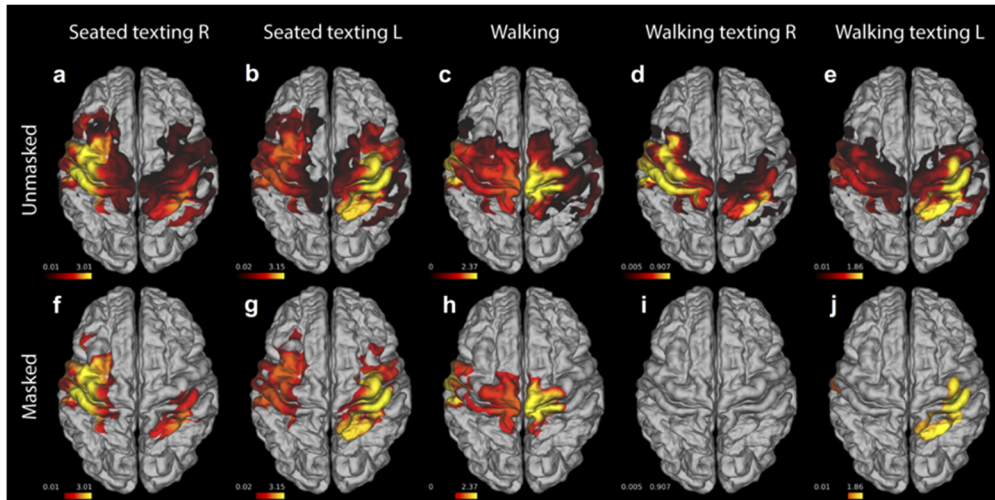 Seated texting R Seated texting L Walking Walking texting R Walking texting L
a b c d e
Unmasked
0.01 3.01 0.02 3.15 0 2.37 0.005 0.907 0.01 1.86
f g h i j
Masked
0.01 3.01 0.02 3.15 0 2.37 0.005 0.907 0.01 1.86